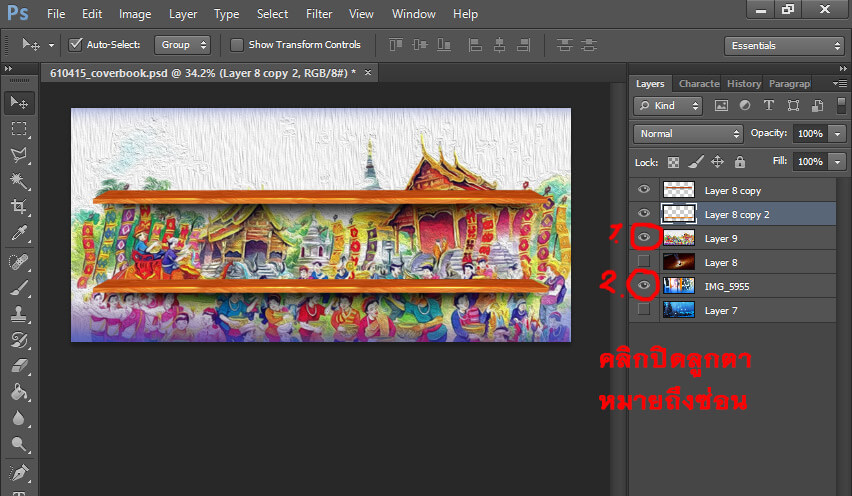 Ps File Edit Image Layer Type Select Filter View Window Help
Auto-Select: Group Show Transform Controls Essentials
610415_coverbook.psd @ 34.2% (Layer 8 copy 2, RGB/8#) * ×
Layers Characte History Paragrap
Kind
Normal Opacity: 100%
Lock: Fill: 100%
Layer 8 copy
Layer 8 copy 2
1. Layer 9
Layer 8
2. IMG_5955
Layer 7
คลิกปิดลูกตา
หมายถึงซ่อน